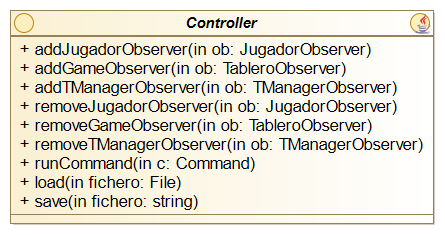 Controller
+ addJugadorObserver(in ob: JugadorObserver)
+ addGameObserver(in ob: TableroObserver)
+ addTManagerObserver(in ob: TManagerObserver)
+ removeJugadorObserver(in ob: JugadorObserver)
+ removeGameObserver(in ob: TableroObserver)
+ removeTManagerObserver(in ob: TManagerObserver)
+ runCommand(in c: Command)
+ load(in fichero: File)
+ save(in fichero: string)